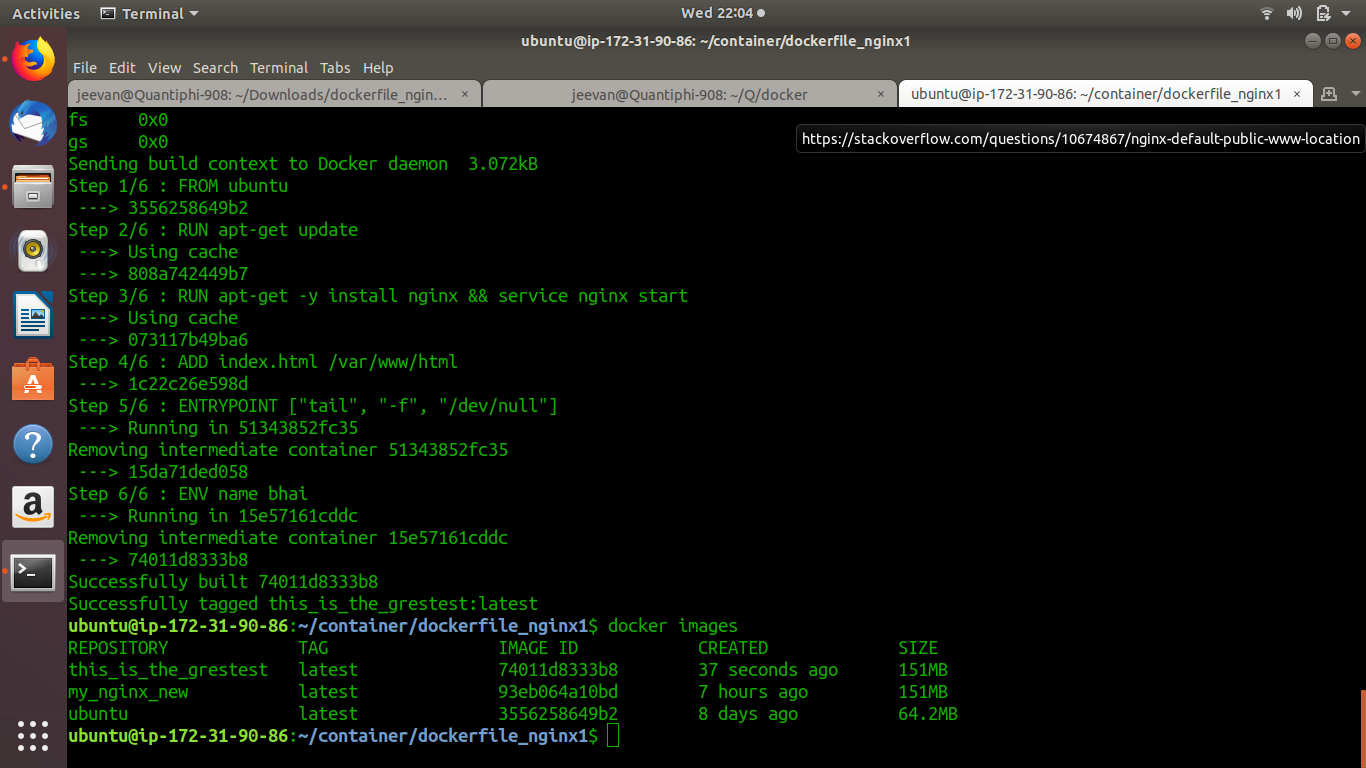 Activities Terminal Wed 22:04
ubuntu@ip-172-31-90-86: ~/container/dockerfile_nginx1
File Edit View Search Terminal Tabs Help
jeevan@Quantiphi-908: ~/Downloads/dockerfile_ngin… × jeevan@Quantiphi-908: ~/Q/docker × ubuntu@ip-172-31-90-86: ~/container/dockerfile_nginx1 ×
fs 0x0
https://stackoverflow.com/questions/10674867/nginx-default-public-www-location
gs 0x0
Sending build context to Docker daemon 3.072kB
Step 1/6 : FROM ubuntu
---> 3556258649b2
Step 2/6 : RUN apt-get update
---> Using cache
---> 808a742449b7
Step 3/6 : RUN apt-get -y install nginx && service nginx start
---> Using cache
---> 073117b49ba6
Step 4/6 : ADD index.html /var/www/html
---> 1c22c26e598d
Step 5/6 : ENTRYPOINT ["tail", "-f", "/dev/null"]
---> Running in 51343852fc35
Removing intermediate container 51343852fc35
---> 15da71ded058
Step 6/6 : ENV name bhai
---> Running in 15e57161cddc
Removing intermediate container 15e57161cddc
---> 74011d8333b8
Successfully built 74011d8333b8
Successfully tagged this_is_the_grestest:latest
ubuntu@ip-172-31-90-86:~/container/dockerfile_nginx1$ docker images
REPOSITORY TAG IMAGE ID CREATED SIZE
this_is_the_grestest latest 74011d8333b8 37 seconds ago 151MB
my_nginx_new latest 93eb064a10bd 7 hours ago 151MB
ubuntu latest 3556258649b2 8 days ago 64.2MB
ubuntu@ip-172-31-90-86:~/container/dockerfile_nginx1$